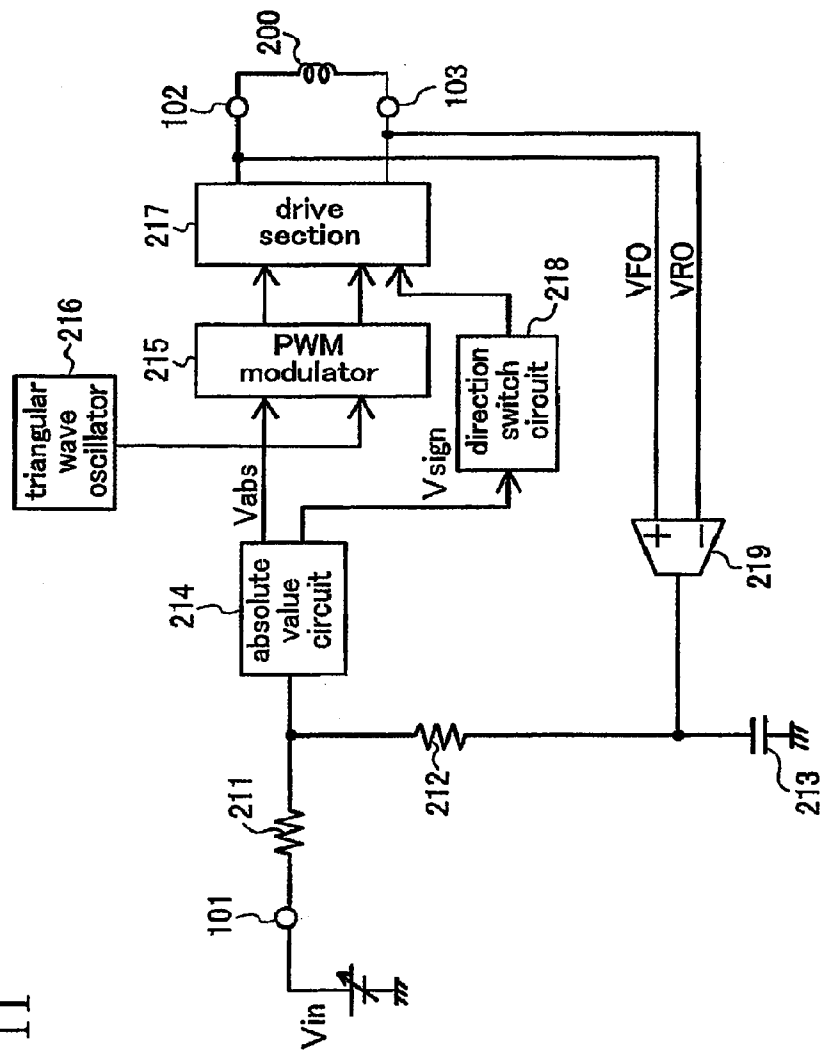 11
Vin
101
211
212
213
214
absolute
value
circuit
Vabs
Vsign
triangular
wave
oscillator
216
215
PWM
modulator
217
drive
section
direction
switch
circuit
218
102
200
103
VFO
VRO
+
−
219